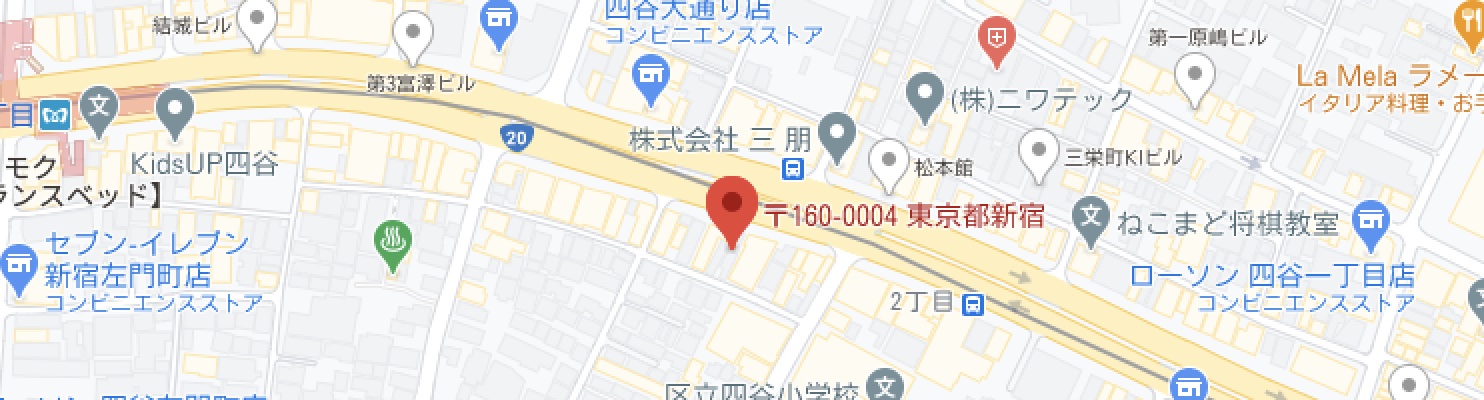 結城ビル
四谷大通り店
コンビニエンスストア
第一原嶋ビル
第3富澤ビル
La Mela ラメー
イタリア料理・お手
(株)ニワテック
丁目
20
株式会社 三 朋
KidsUP四谷
モク
ランスベッド】
松本館
三栄町KIビル
〒160-0004 東京都新宿
ねこまど将棋教室
セブン-イレブン
新宿左門町店
コンビニエンスストア
ローソン 四谷一丁目店
コンビニエンスストア
2丁目
区立四谷小学校